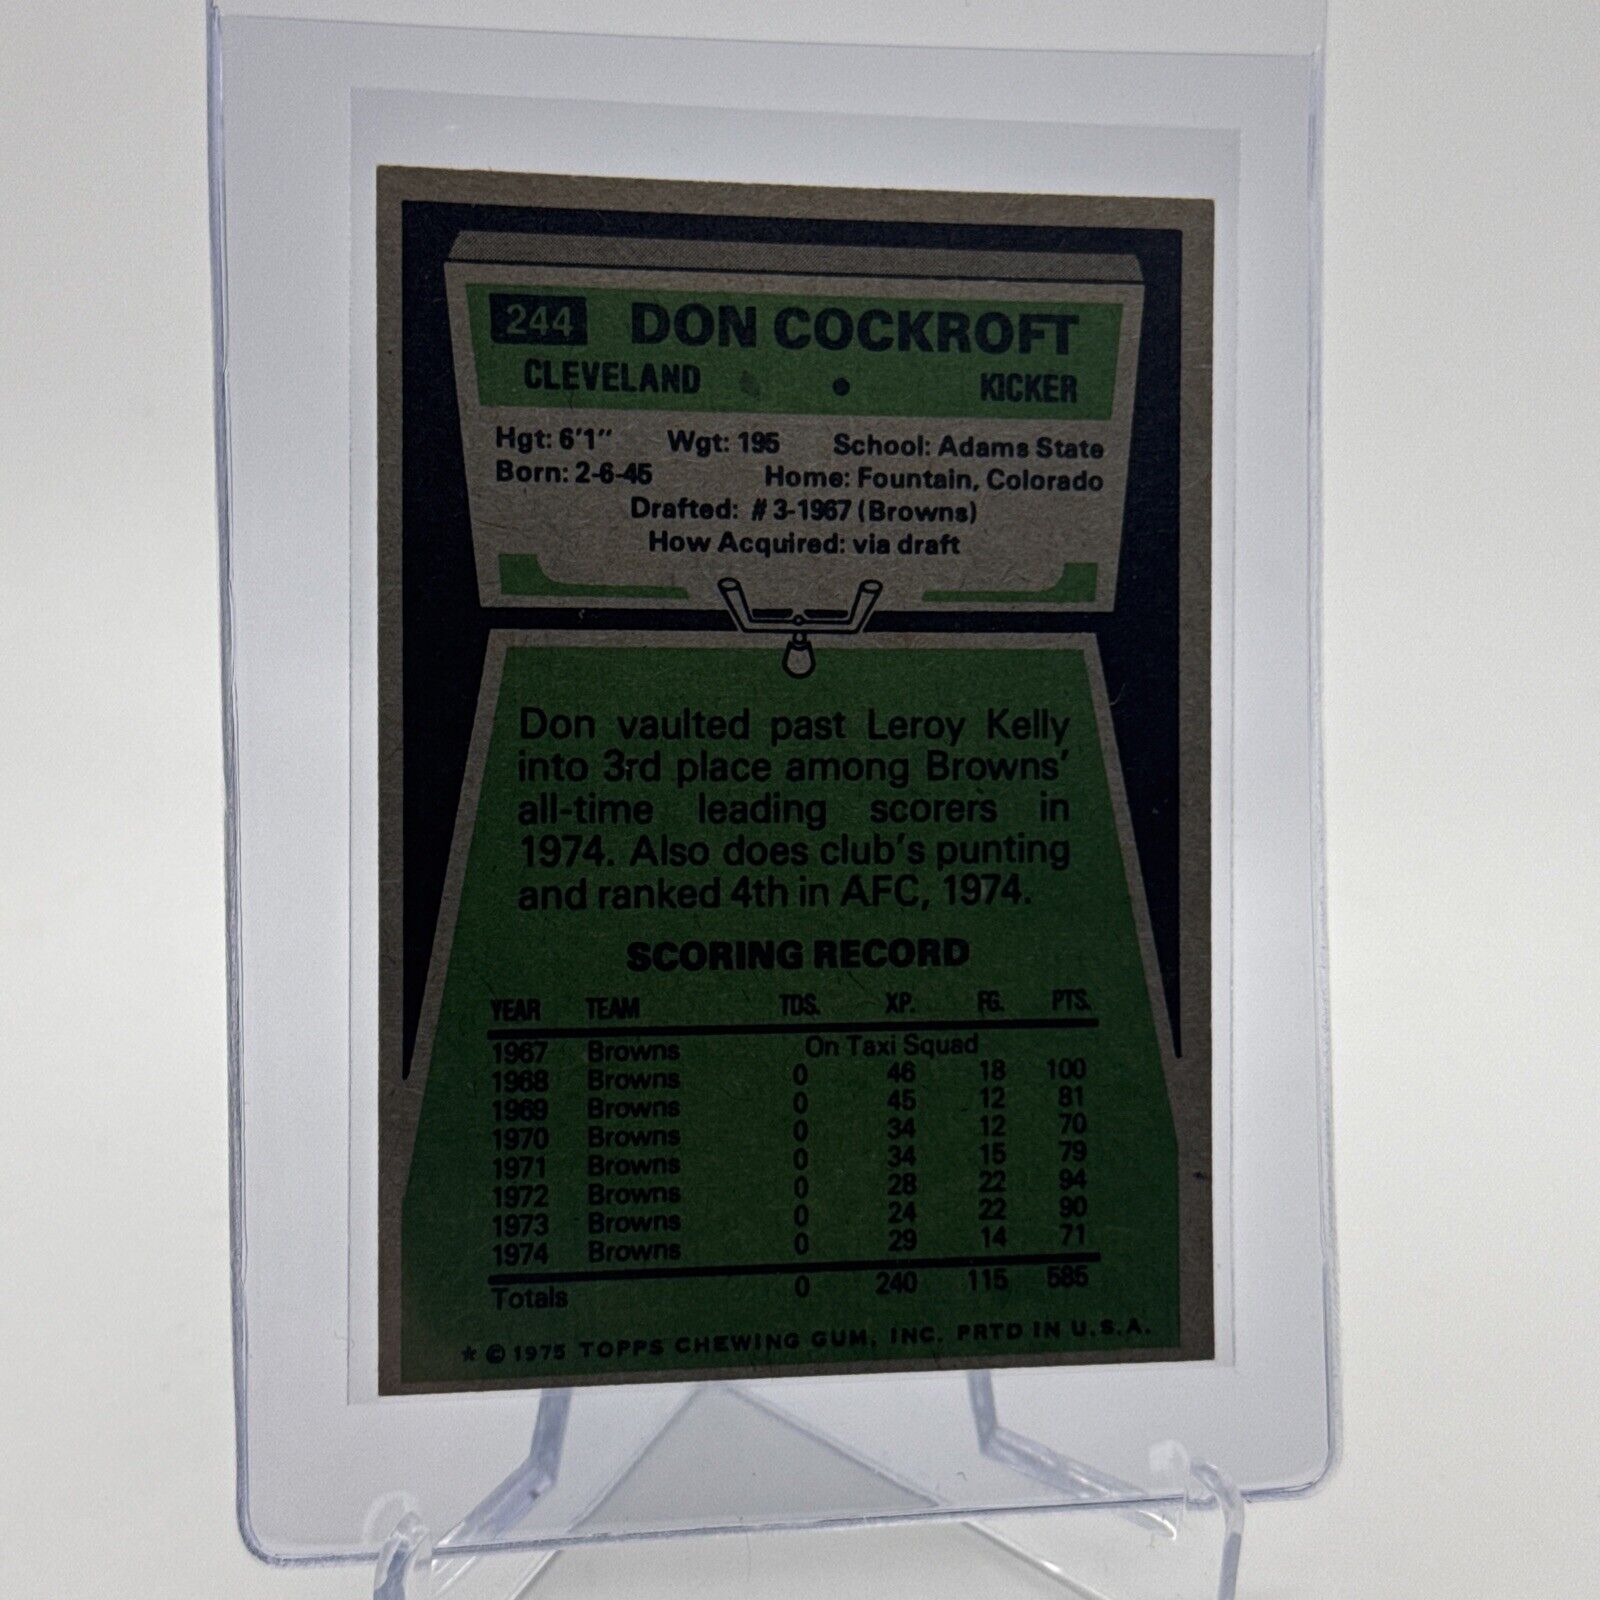 244 DON COCKROFT
CLEVELAND • KICKER
Hgt: 6'1" Wgt: 195 School: Adams State
Born: 2-6-45 Home: Fountain, Colorado
Drafted: #3-1967 (Browns)
How Acquired: via draft
Don vaulted past Leroy Kelly
into 3rd place among Browns'
all-time leading scorers in
1974. Also does club's punting
and ranked 4th in AFC, 1974.
SCORING RECORD
YEAR TEAM TDS. XP. FG. PTS.
1967 Browns On Taxi Squad
1968 Browns 0 46 18 100
1969 Browns 0 45 12 81
1970 Browns 0 34 12 70
1971 Browns 0 34 15 79
1972 Browns 0 28 22 94
1973 Browns 0 24 22 90
1974 Browns 0 29 14 71
Totals 0 240 115 585
* © 1975 TOPPS CHEWING GUM, INC. PRTD IN U.S.A.